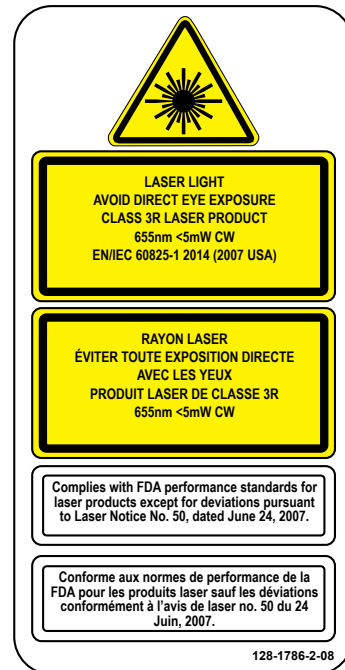 LASER LIGHT
AVOID DIRECT EYE EXPOSURE
CLASS 3R LASER PRODUCT
655nm <5mW CW
EN/IEC 60825-1 2014 (2007 USA)
RAYON LASER
ÉVITER TOUTE EXPOSITION DIRECTE
AVEC LES YEUX
PRODUIT LASER DE CLASSE 3R
655nm <5mW CW
Complies with FDA performance standards for
laser products except for deviations pursuant
to Laser Notice No. 50, dated June 24, 2007.
Conforme aux normes de performance de la
FDA pour les produits laser sauf les déviations
conformément à l'avis de laser no. 50 du 24
Juin, 2007.
128-1786-2-08